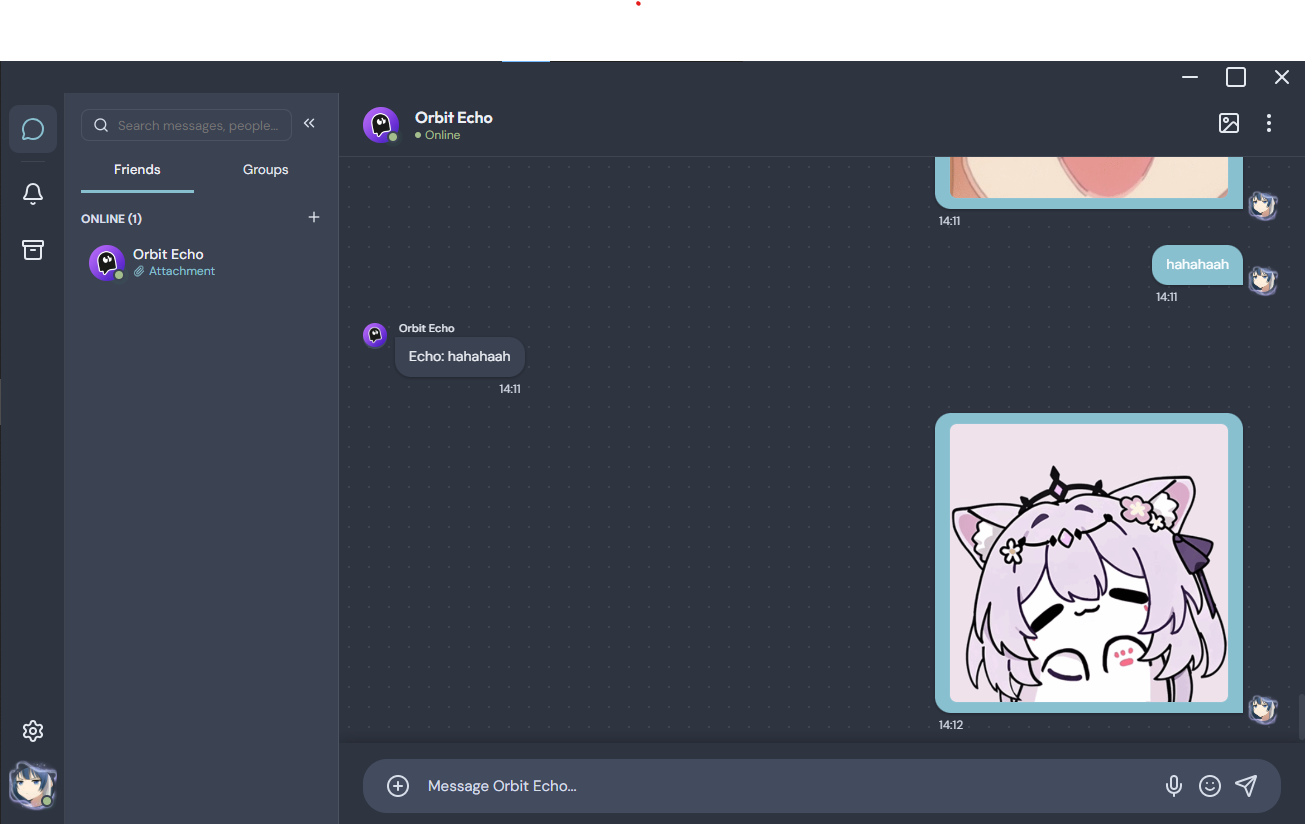 Search messages, people...
Friends
Groups
ONLINE (1)
Orbit Echo
Attachment
Orbit Echo
Online
14:11
hahahaah
14:11
Orbit Echo
Echo: hahahaah
14:11
14:12
Message Orbit Echo...